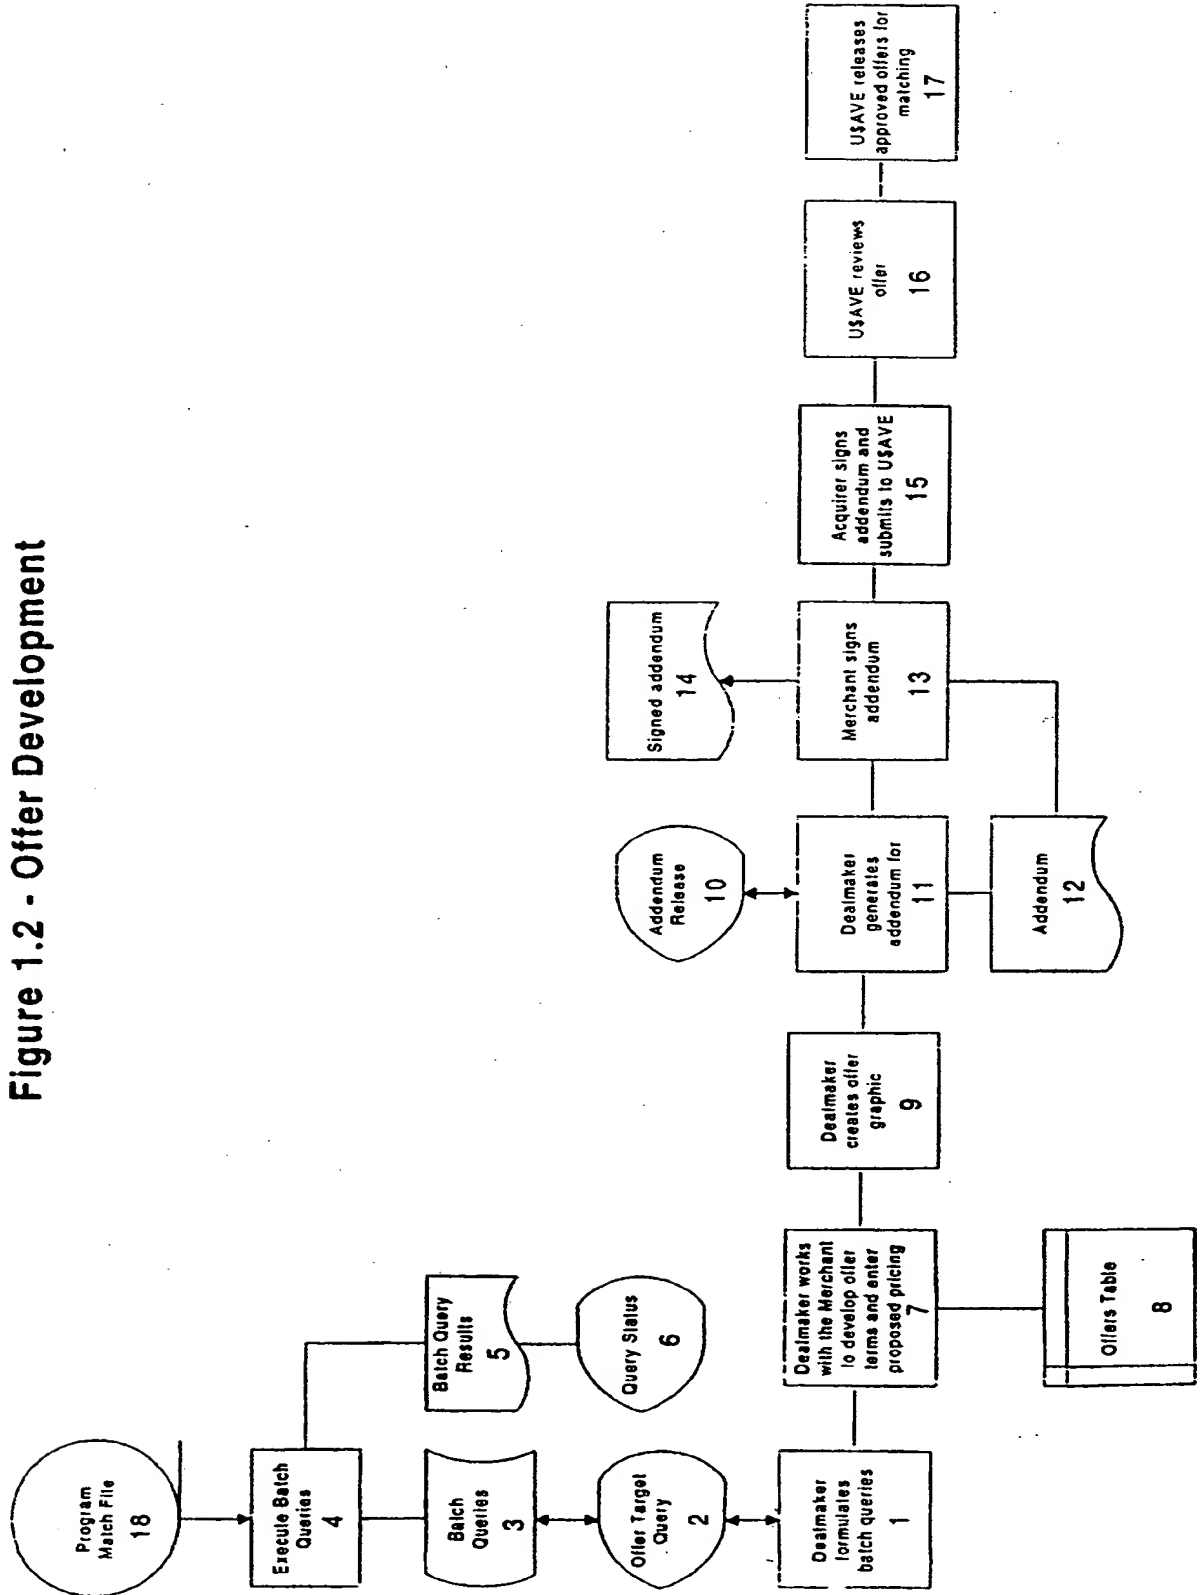 Figure 1.2 - Offer Development
Program
Match File
18
Execute Batch
Queries
4
Batch Query
Results
5
Batch
Queries
3
Query Status
6
Offer Target
Query
2
Dealmaker
formulates
batch queries
1
Dealmaker works
with the Merchant
to develop offer
terms and enter
proposed pricing
7
Offers Table
8
Dealmaker
creates offer
graphic
9
Addendum
Release
10
Dealmaker
generates
addendum for
11
Addendum
12
Signed addendum
14
Merchant signs
addendum
13
Acquirer signs
addendum and
submits to U$AVE
15
U$AVE reviews
offer
16
U$AVE releases
approved offers for
matching
17